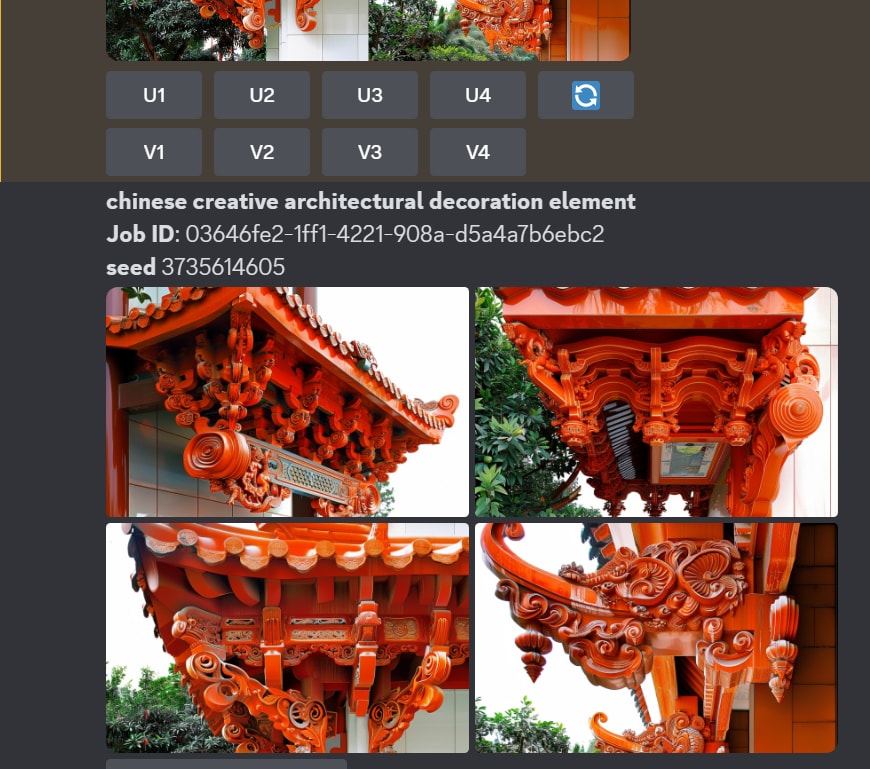 U1 U2 U3 U4
V1 V2 V3 V4
chinese creative architectural decoration element
Job ID: 03646fe2-1ff1-4221-908a-d5a4a7b6ebc2
seed 3735614605